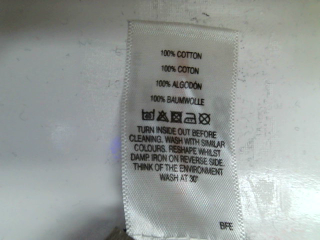 100% COTTON
100% COTON
100% ALGODÓN
100% BAUMWOLLE
TURN INSIDE OUT BEFORE
CLEANING. WASH WITH SIMILAR
COLOURS. RESHAPE WHILST
DAMP. IRON ON REVERSE SIDE.
THINK OF THE ENVIRONMENT
WASH AT 30°
BFE